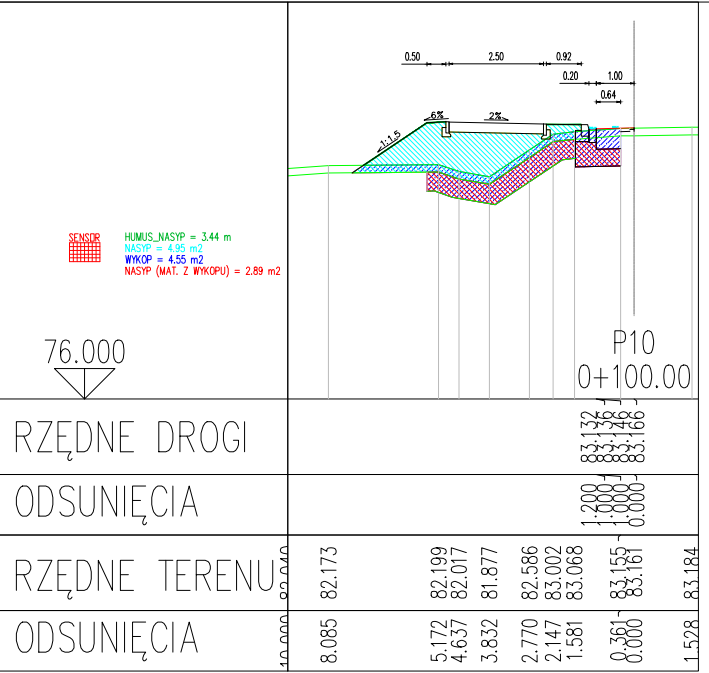 0.50 2.50 0.92
0.20 1.00
0.64
6% 2%
1:1.5
SENSOR
HUMUS_NASYP = 3.44 m
NASYP = 4.95 m2
WYKOP = 4.55 m2
NASYP (MAT. Z WYKOPU) = 2.89 m2
76.000
P10
0+100.00
RZĘDNE DROGI 83.132 83.136 83.146 83.166
ODSUNIĘCIA 1.200 1.000 1.000 0.000
RZĘDNE TERENU 82.173 82.199 82.017 81.877 82.586 83.002 83.068 83.155 83.161 83.184
ODSUNIĘCIA 10.000 8.085 5.172 4.637 3.832 2.770 2.147 1.581 0.361 0.000 1.528